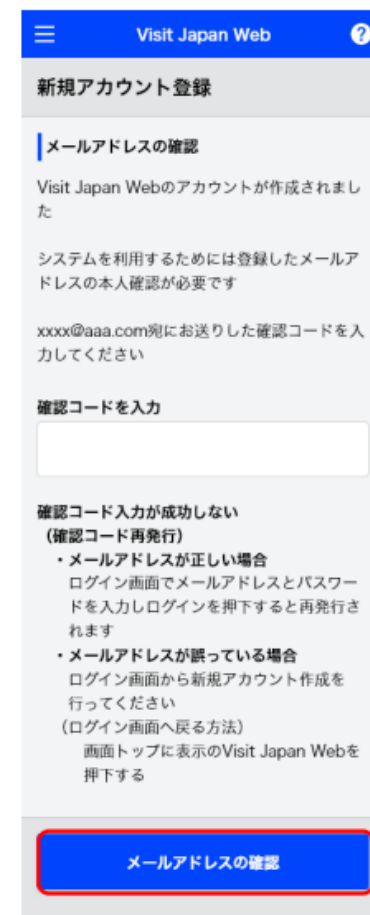 Visit Japan Web ?
新規アカウント登録
メールアドレスの確認
Visit Japan Webのアカウントが作成されまし
た
システムを利用するためには登録したメールア
ドレスの本人確認が必要です
xxxx@aaa.com宛にお送りした確認コードを入
力してください
確認コードを入力
確認コード入力が成功しない
（確認コード再発行）
・メールアドレスが正しい場合
ログイン画面でメールアドレスとパスワー
ドを入力しログインを押下すると再発行さ
れます
・メールアドレスが誤っている場合
ログイン画面から新規アカウント作成を
行ってください
（ログイン画面へ戻る方法）
画面トップに表示のVisit Japan Webを
押下する
メールアドレスの確認